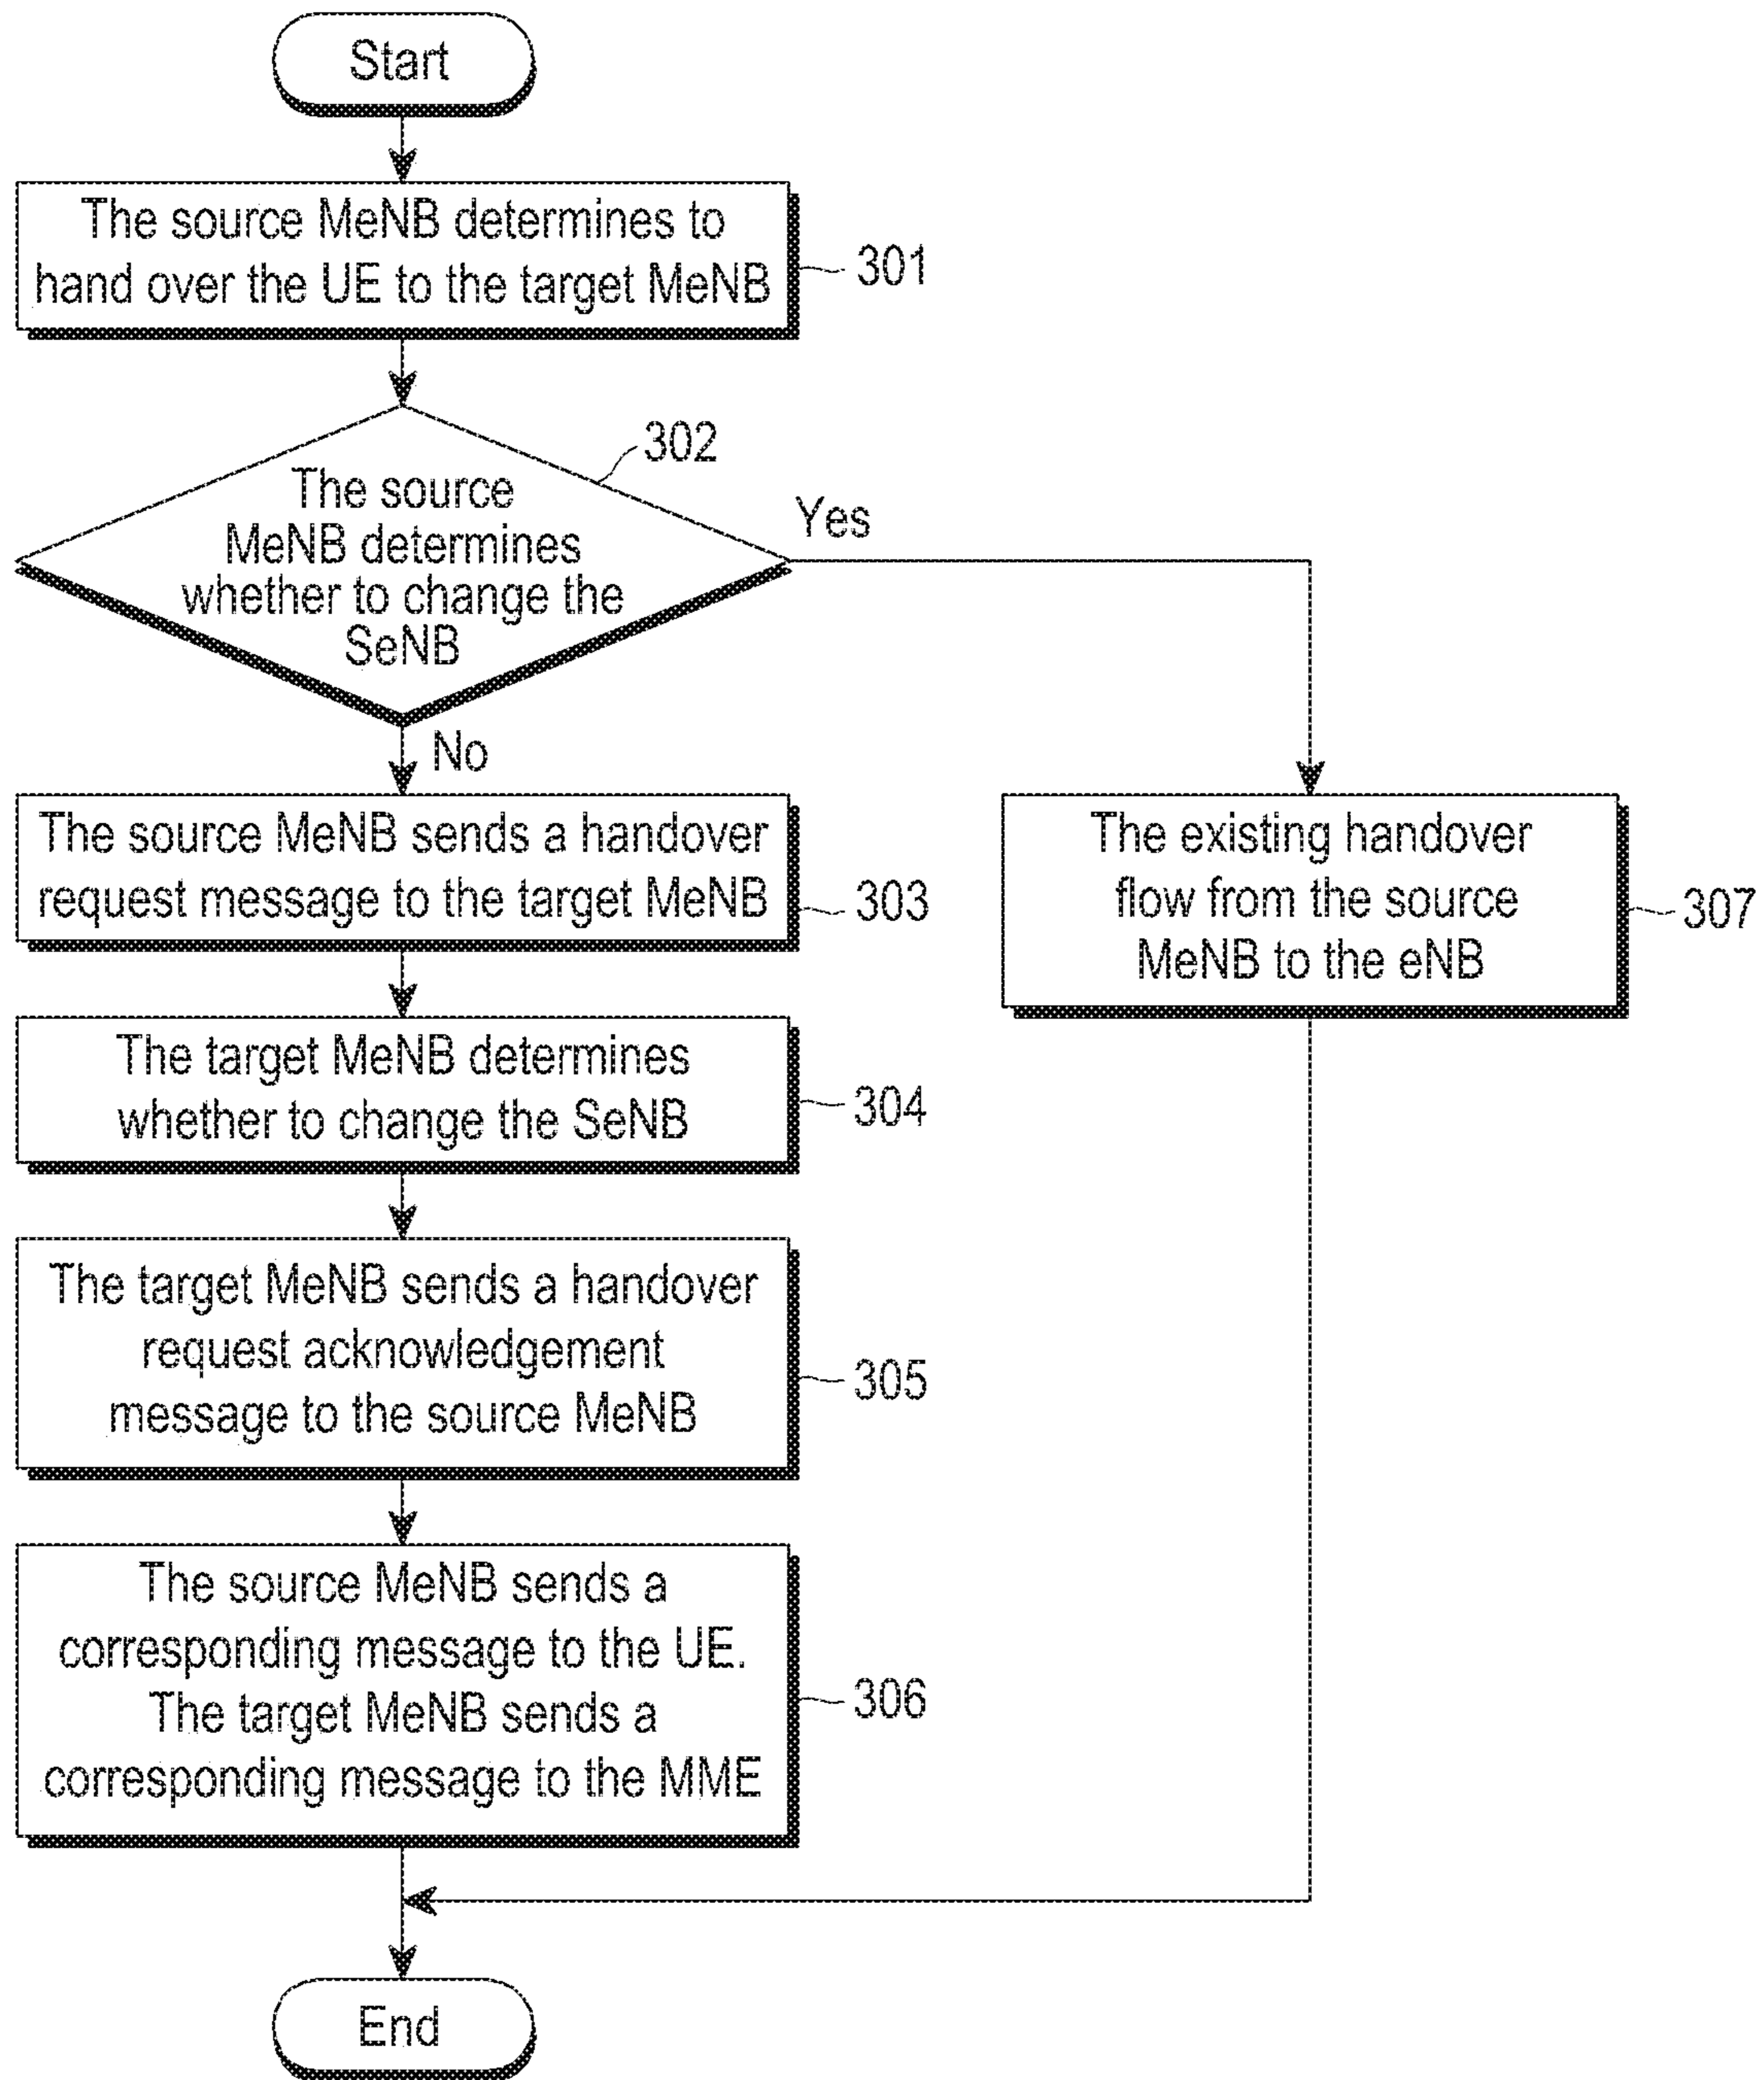 Start
The source MeNB determines to
hand over the UE to the target MeNB
301
302
The source
MeNB determines
whether to change the
SeNB
Yes
No
The source MeNB sends a handover
request message to the target MeNB
303
The existing handover
flow from the source
MeNB to the eNB
307
The target MeNB determines
whether to change the SeNB
304
The target MeNB sends a handover
request acknowledgement
message to the source MeNB
305
The source MeNB sends a
corresponding message to the UE.
The target MeNB sends a
corresponding message to the MME
306
End